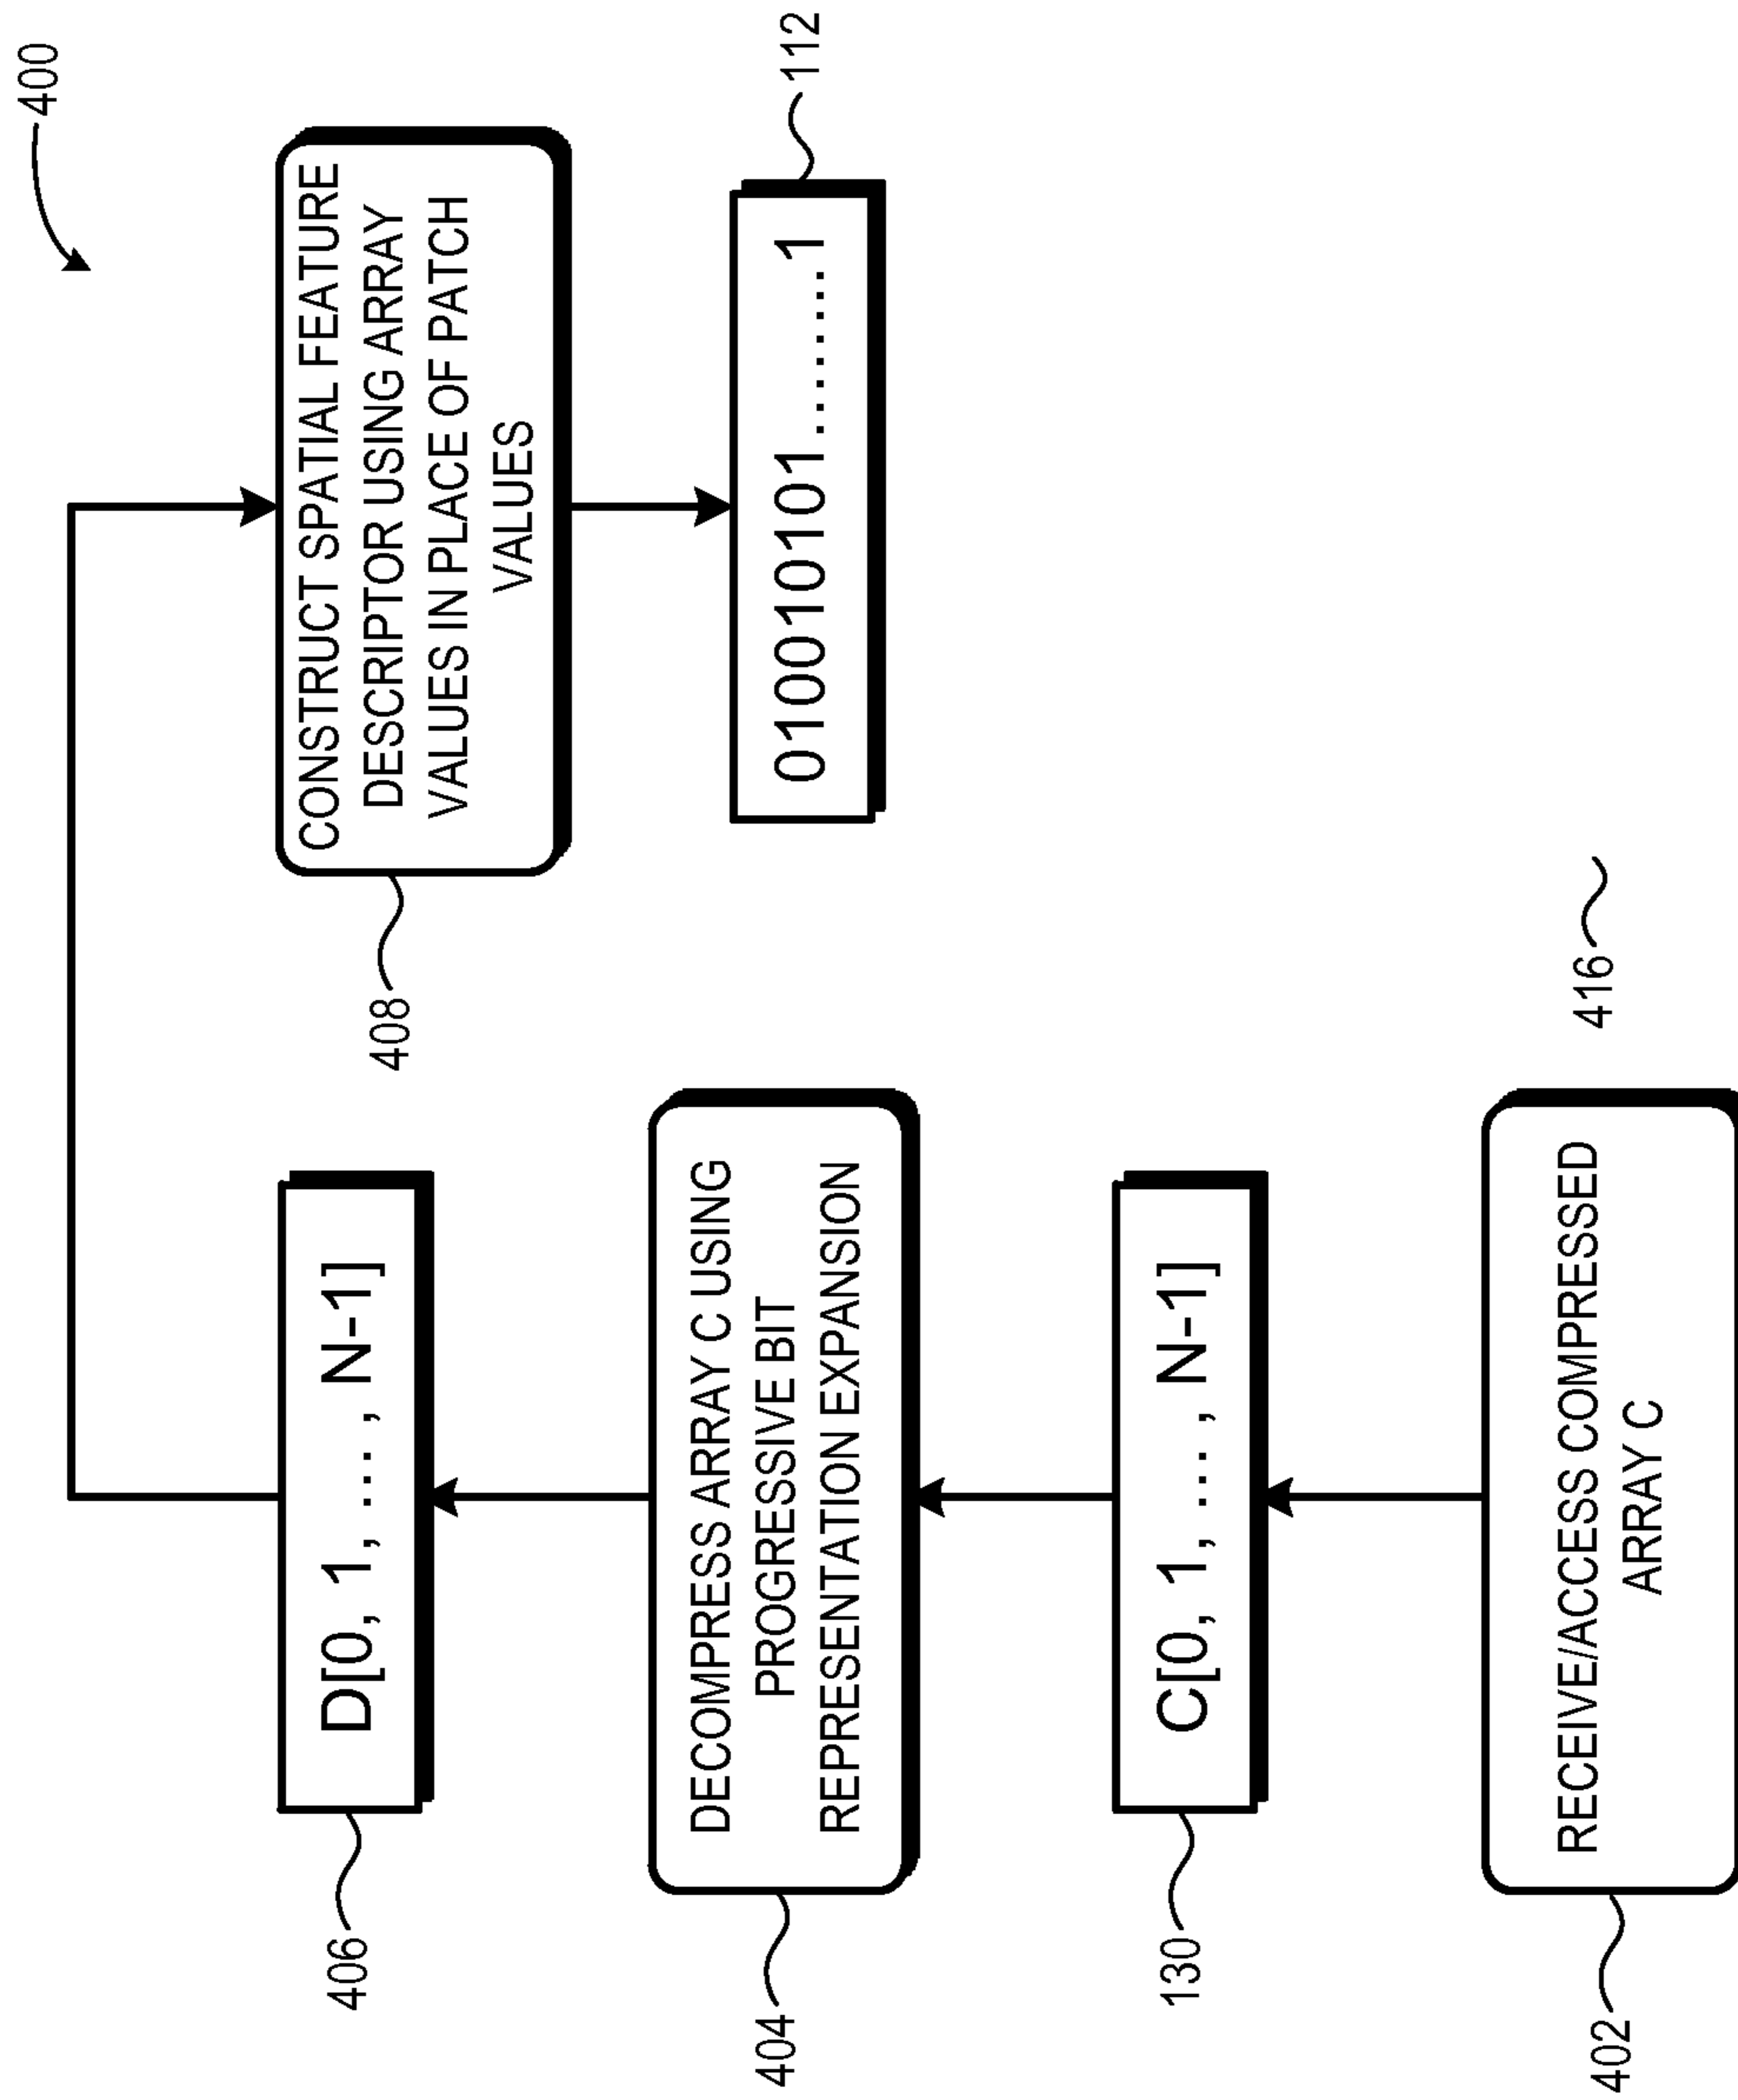 400
D[0, 1, ... , N-1]
406
CONSTRUCT SPATIAL FEATURE
DESCRIPTOR USING ARRAY
VALUES IN PLACE OF PATCH
VALUES
408
DECOMPRESS ARRAY C USING
PROGRESSIVE BIT
REPRESENTATION EXPANSION
404
010010101........1
112
C[0, 1, ... , N-1]
130
RECEIVE/ACCESS COMPRESSED
ARRAY C
402
416